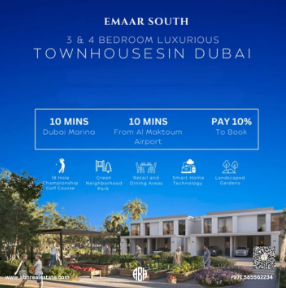 EMAAR SOUTH
3 & 4 BEDROOM LUXURIOUS
TOWNHOUSESIN DUBAI
10 MINS
Dubai Marina
10 MINS
From Al Maktoum
Airport
PAY 10%
To Book
18 Hole
Championship
Golf Course
Green
Neighborhood
Park
Retail and
Dining Areas
Smart Home
Technology
Landscaped
Gardens